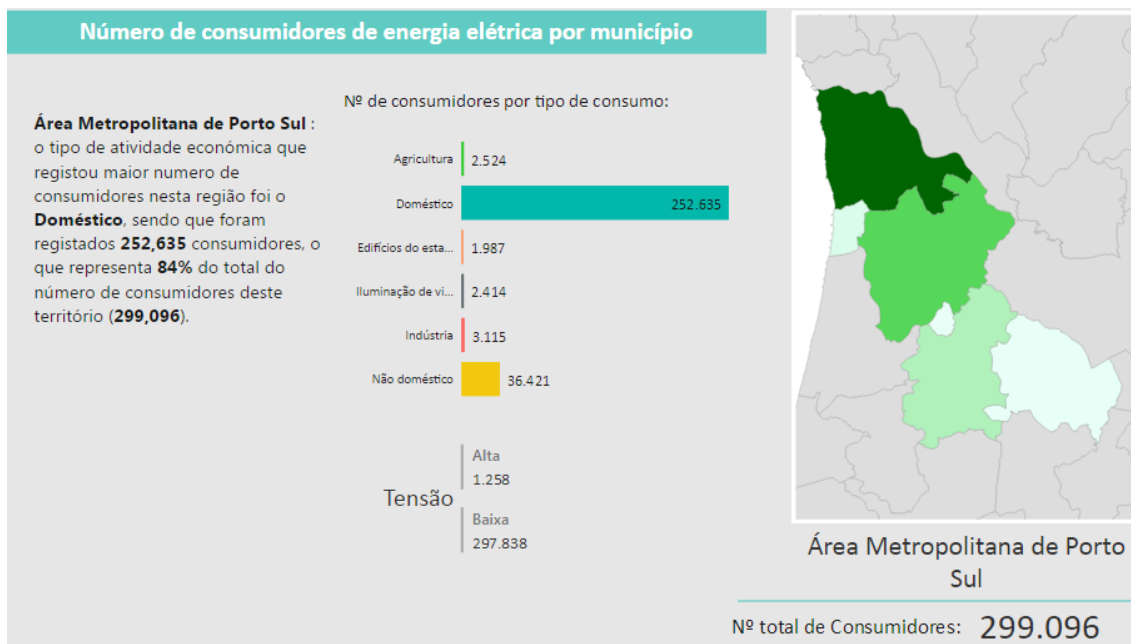 Número de consumidores de energia elétrica por município
Área Metropolitana de Porto Sul :
o tipo de atividade económica que
registou maior numero de
consumidores nesta região foi o
Doméstico, sendo que foram
registados 252,635 consumidores, o
que representa 84% do total do
número de consumidores deste
território (299,096).
Nº de consumidores por tipo de consumo:
Agricultura 2.524
Doméstico 252.635
Edifícios do esta... 1.987
Iluminação de vi... 2.414
Indústria 3.115
Não doméstico 36.421
Tensão
Alta
1.258
Baixa
297.838
Área Metropolitana de Porto
Sul
Nº total de Consumidores: 299.096